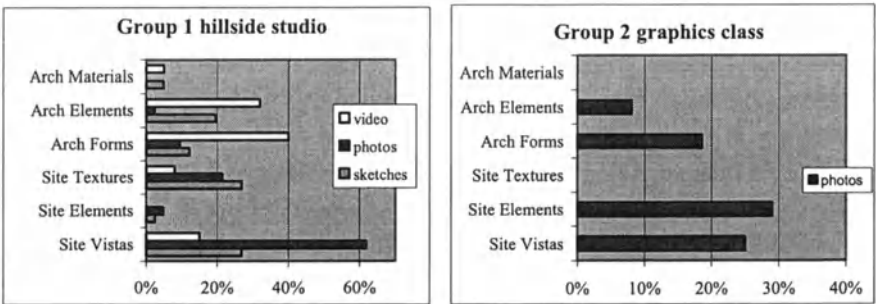 Group 1 hillside studio
Arch Materials
Arch Elements
Arch Forms
Site Textures
Site Elements
Site Vistas
0% 20% 40% 60%
video
photos
sketches
Group 2 graphics class
Arch Materials
Arch Elements
Arch Forms
Site Textures
Site Elements
Site Vistas
0% 10% 20% 30% 40%
photos